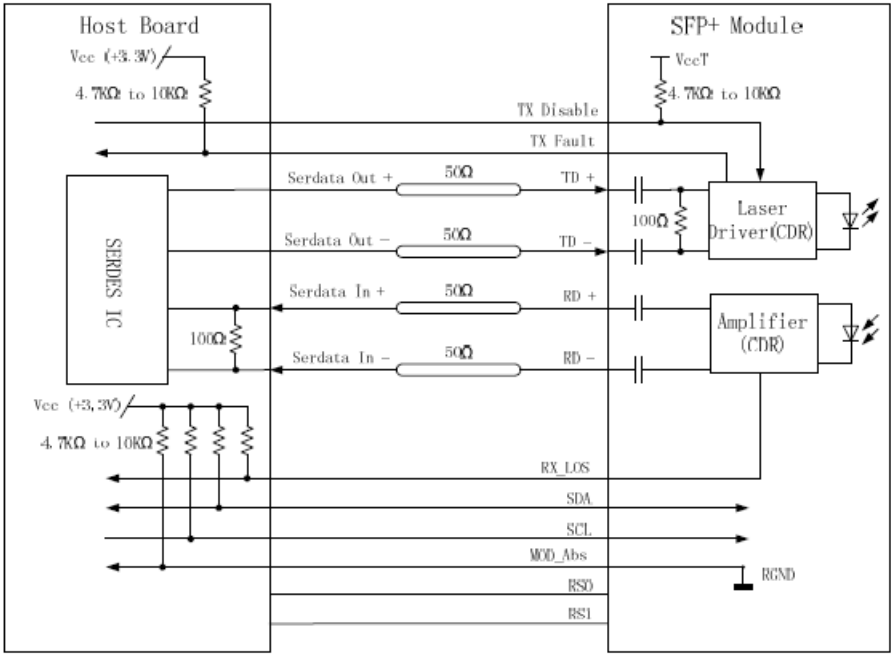 Host Board
SFP+ Module
Vcc (+3.3V)
VccT
4.7KΩ to 10KΩ
4.7KΩ to 10KΩ
TX Disable
TX Fault
Serdata Out +
50Ω
TD +
100Ω
Laser
Driver(CDR)
Serdata Out -
50Ω
TD -
SERDES IC
Serdata In +
50Ω
RD +
100Ω
Amplifier
(CDR)
Serdata In -
50Ω
RD -
Vcc (+3,3V)
4.7KΩ to 10KΩ
RX_LOS
SDA
SCL
MOD_Abs
RGND
RS0
RS1